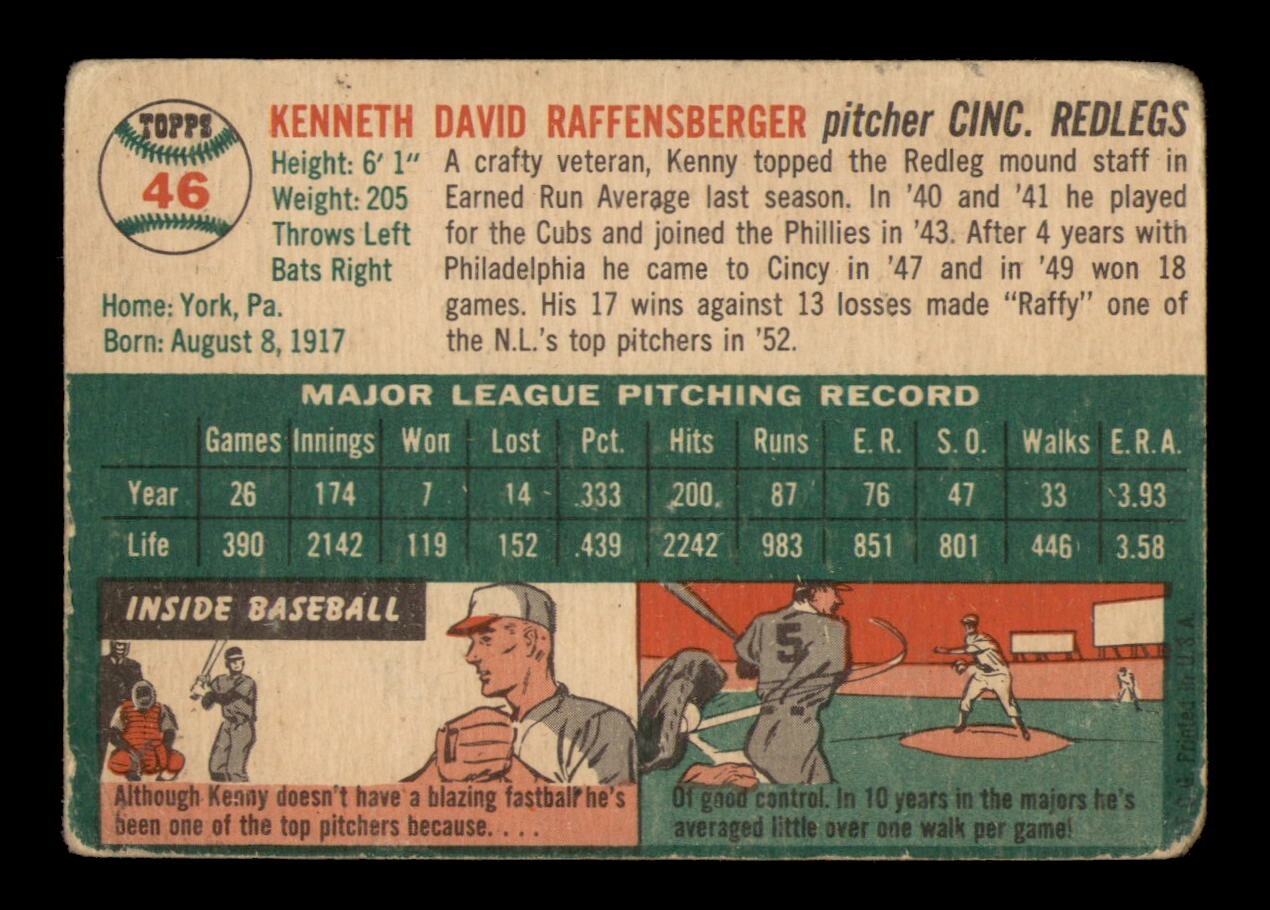 TOPPS
46
KENNETH DAVID RAFFENSBERGER pitcher CINC. REDLEGS
Height: 6' 1"
Weight: 205
Throws Left
Bats Right
Home: York, Pa.
Born: August 8, 1917
A crafty veteran, Kenny topped the Redleg mound staff in
Earned Run Average last season. In '40 and '41 he played
for the Cubs and joined the Phillies in '43. After 4 years with
Philadelphia he came to Cincy in '47 and in '49 won 18
games. His 17 wins against 13 losses made "Raffy" one of
the N.L.'s top pitchers in '52.
MAJOR LEAGUE PITCHING RECORD
Games Innings Won Lost Pct. Hits Runs E. R. S. O. Walks E. R. A.
Year 26 174 7 14 .333 200 87 76 47 33 3.93
Life 390 2142 119 152 .439 2242 983 851 801 446 3.58
INSIDE BASEBALL
5
Although Kenny doesn't have a blazing fastball he's
been one of the top pitchers because. . . .
Of good control. In 10 years in the majors he's
averaged little over one walk per game!
Printed in U.S.A.